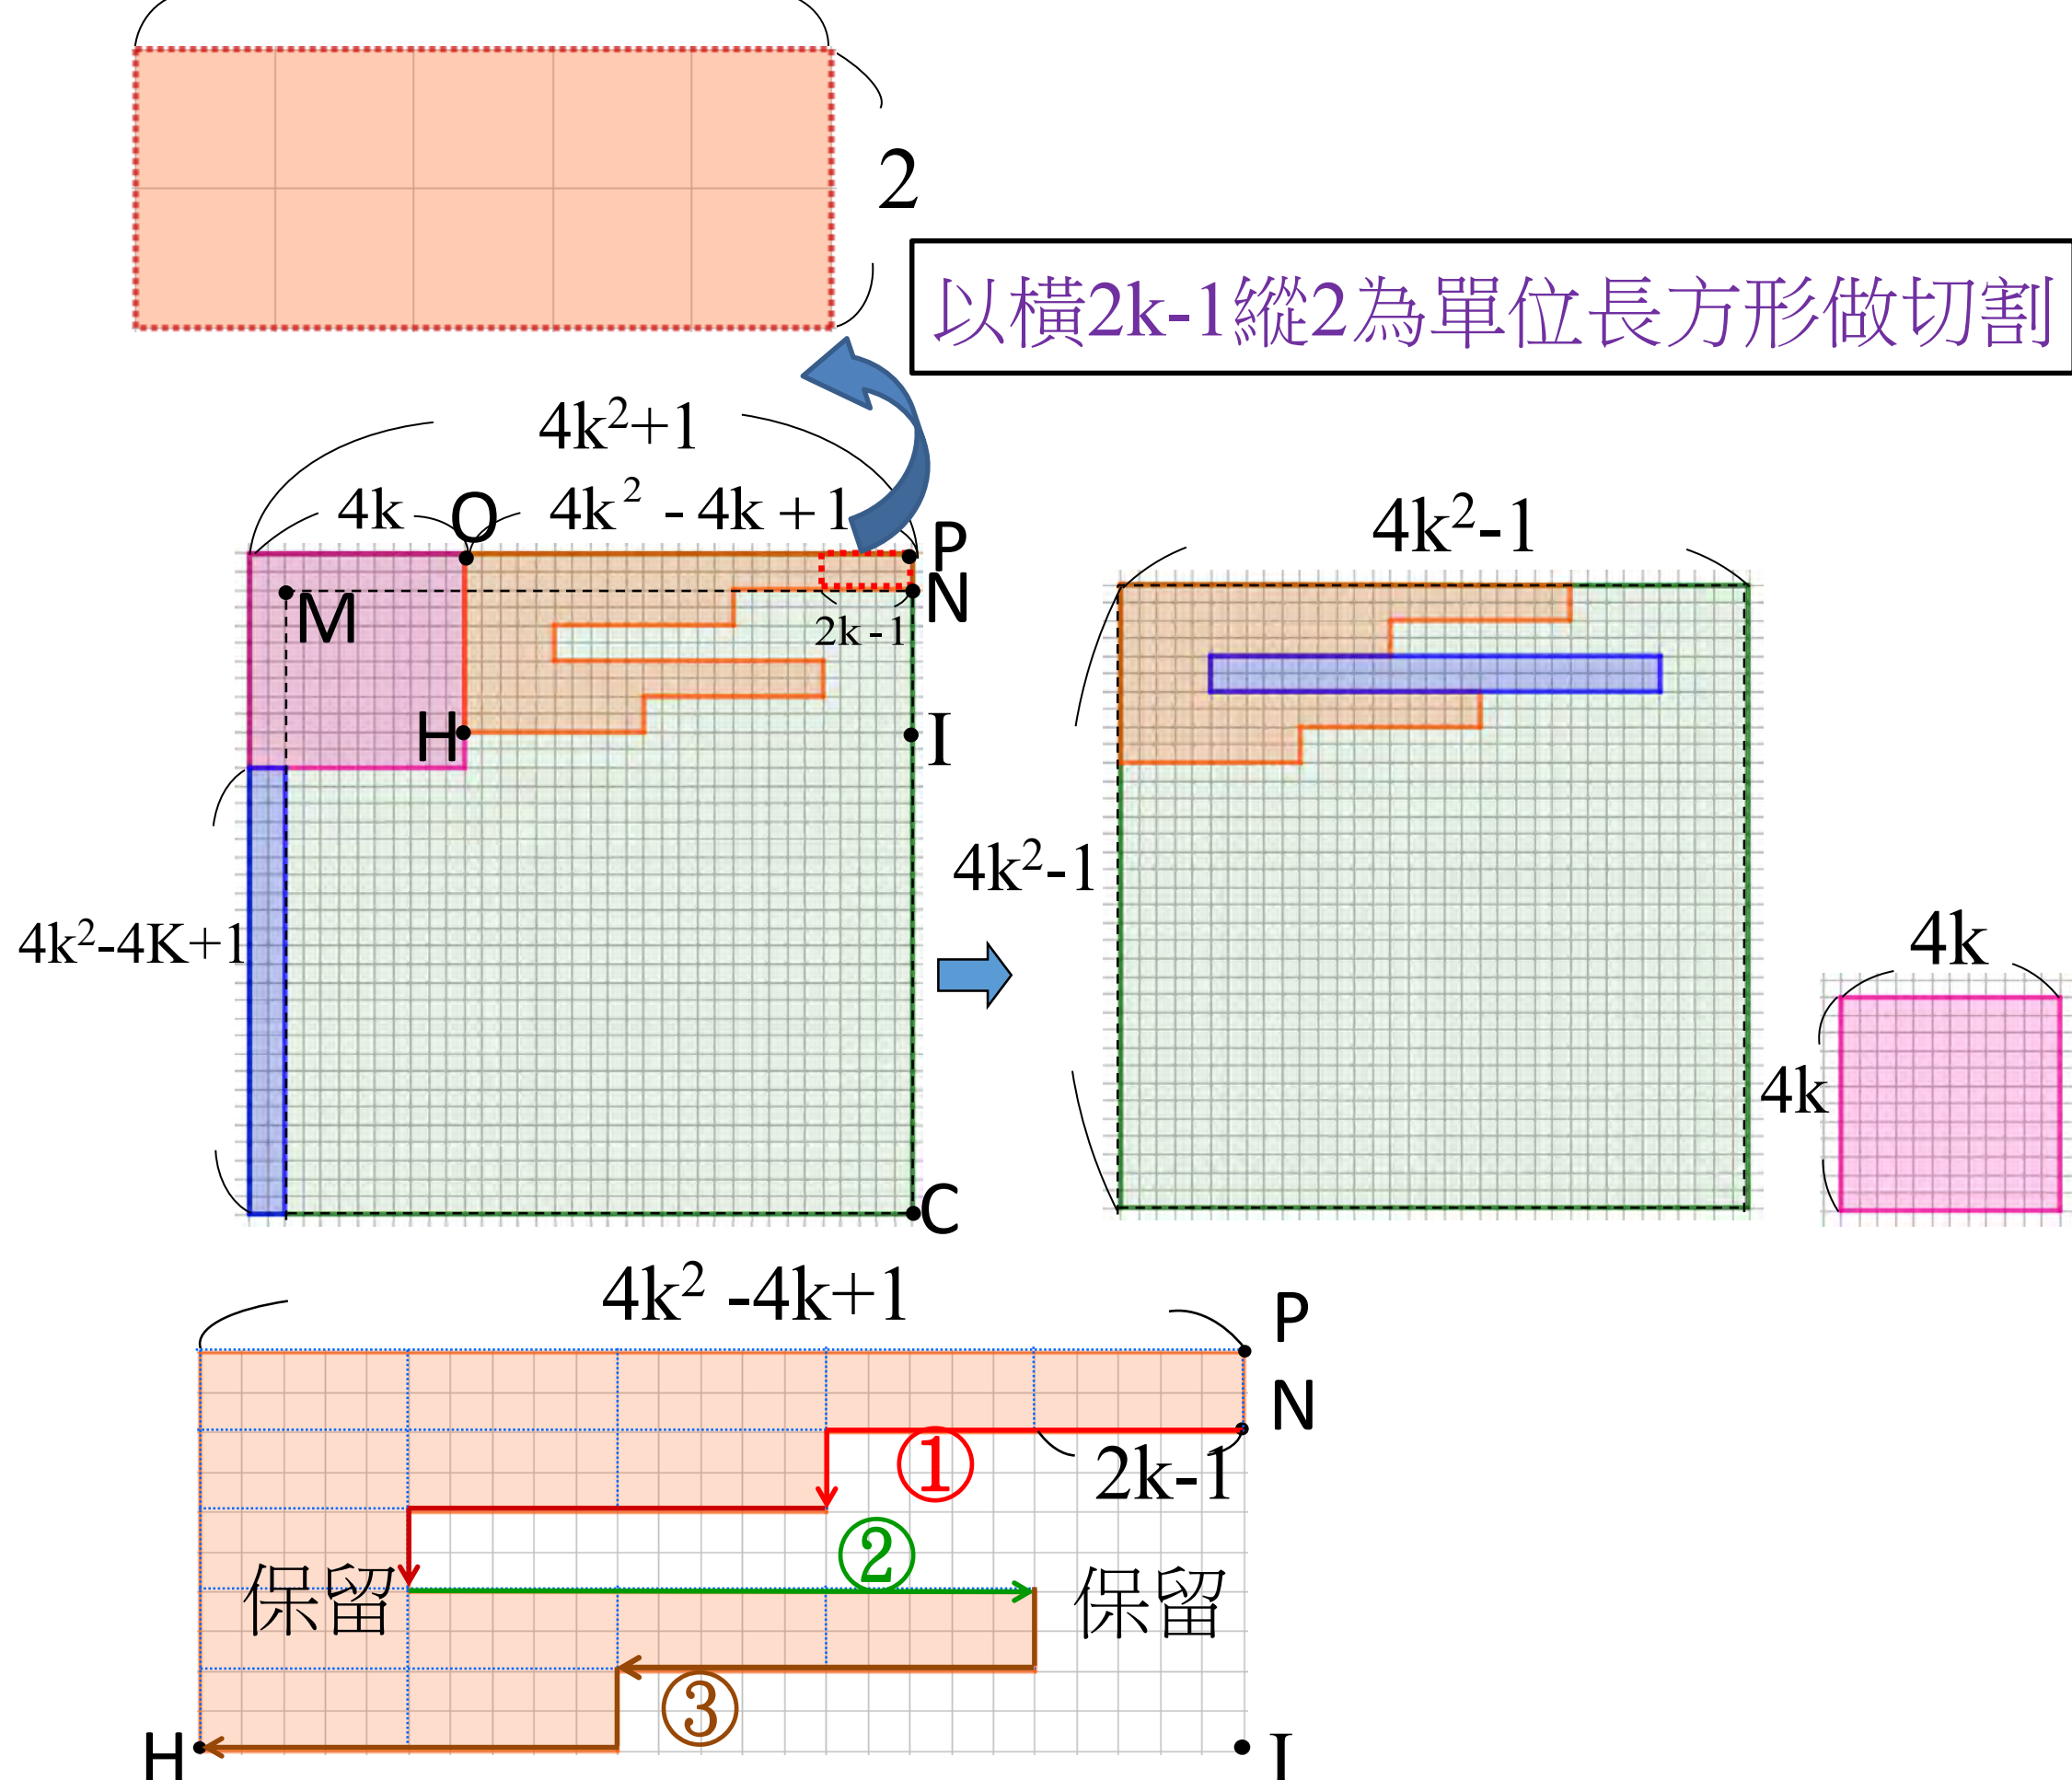 2
以橫2k-1縱2為單位長方形做切割
4k²+1
4k
O
4k² - 4k + 1
P
N
M
2k-1
H
I
4k²-4K+1
C
4k²-1
4k²-1
4k
4k
4k² -4k+1
P
N
①
2k-1
②
保留
保留
③
H
I